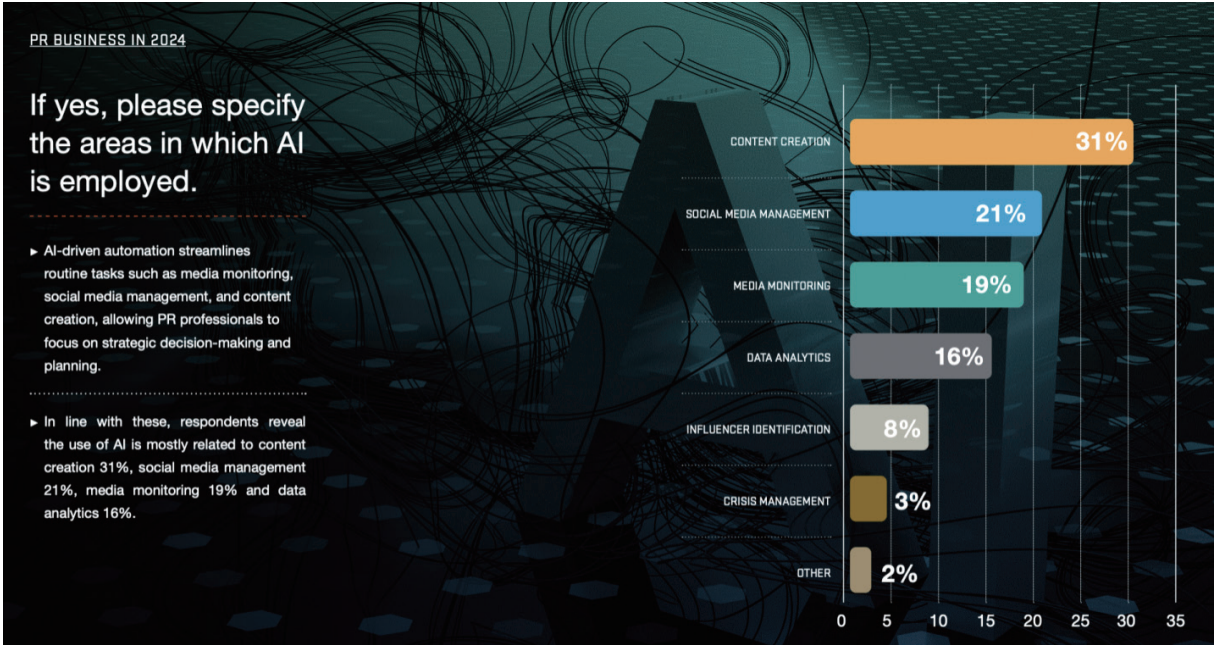 PR BUSINESS IN 2024
If yes, please specify
the areas in which AI
is employed.
► AI-driven automation streamlines
routine tasks such as media monitoring,
social media management, and content
creation, allowing PR professionals to
focus on strategic decision-making and
planning.
► In line with these, respondents reveal
the use of AI is mostly related to content
creation 31%, social media management
21%, media monitoring 19% and data
analytics 16%.
CONTENT CREATION 31%
SOCIAL MEDIA MANAGEMENT 21%
MEDIA MONITORING 19%
DATA ANALYTICS 16%
INFLUENCER IDENTIFICATION 8%
CRISIS MANAGEMENT 3%
OTHER 2%
0 5 10 15 20 25 30 35